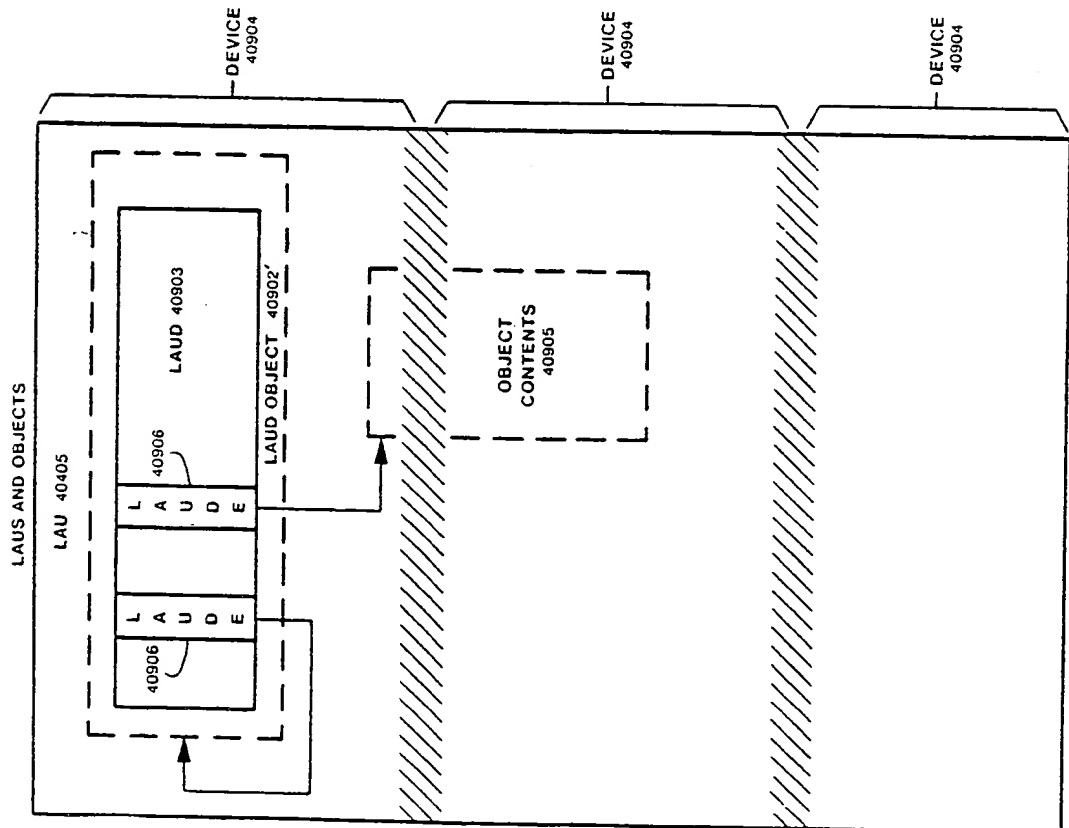 LAUS AND OBJECTS
LAU 40405
40906
40906
L A U D E
L A U D E
LAUD 40903
LAUD OBJECT 40902'
OBJECT
CONTENTS
40905
DEVICE
40904
DEVICE
40904
DEVICE
40904